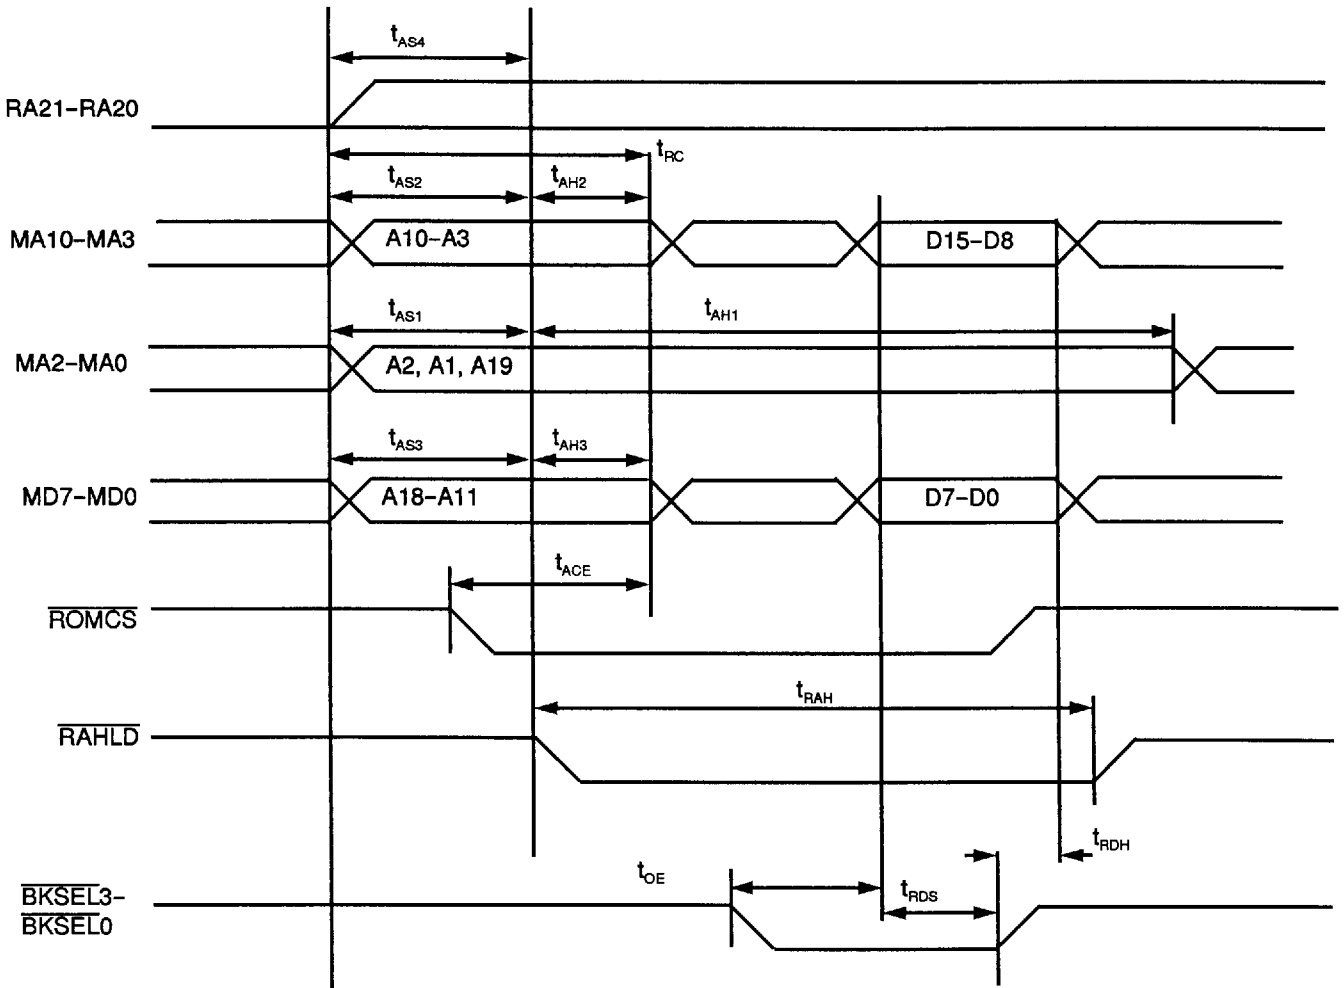 tAS4
RA21–RA20
tRC
tAS2 tAH2
MA10–MA3 A10–A3 D15–D8
tAS1 tAH1
MA2–MA0 A2, A1, A19
tAS3 tAH3
MD7–MD0 A18–A11 D7–D0
tACE
ROMCS
tRAH
RAHLD
tRDH
tOE
tRDS
BKSEL3–
BKSEL0